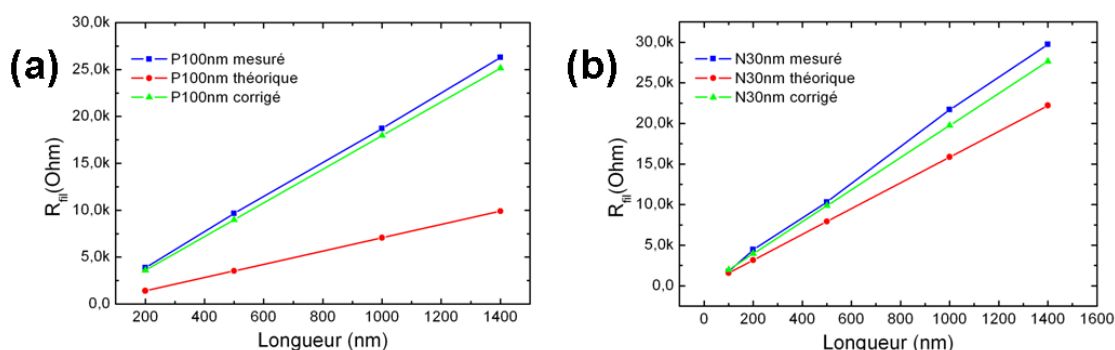 (a)
P100nm mesuré
P100nm théorique
P100nm corrigé
30,0k
25,0k
20,0k
15,0k
10,0k
5,0k
0,0
R_fil(Ohm)
200 400 600 800 1000 1200 1400
Longueur (nm)
(b)
N30nm mesuré
N30nm théorique
N30nm corrigé
30,0k
25,0k
20,0k
15,0k
10,0k
5,0k
0,0
R_fil(Ohm)
0 200 400 600 800 1000 1200 1400 1600
Longueur (nm)